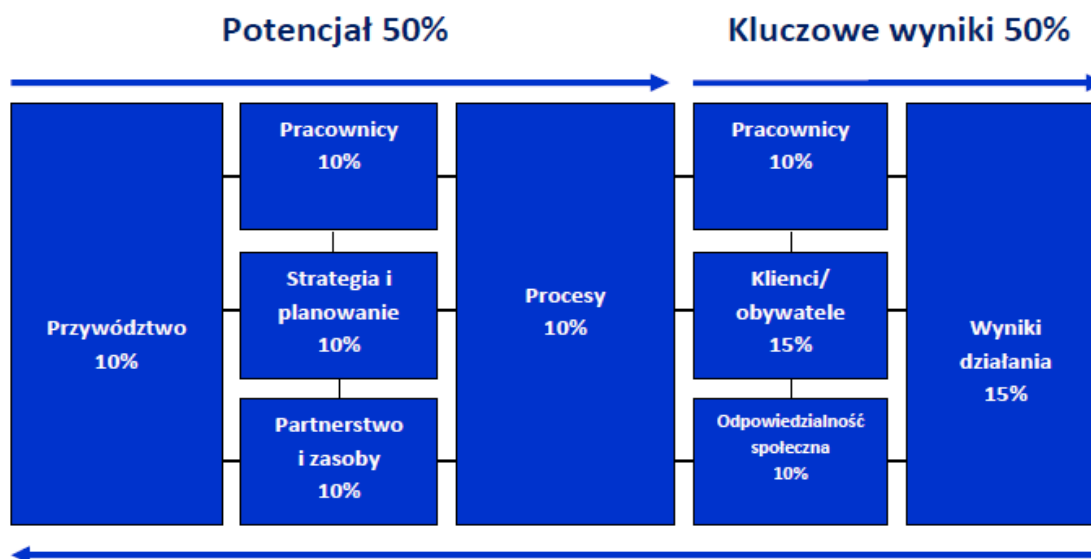 Potencjał 50%
Kluczowe wyniki 50%
Przywództwo
10%
Pracownicy
10%
Strategia i
planowanie
10%
Partnerstwo
i zasoby
10%
Procesy
10%
Pracownicy
10%
Klienci/
obywatele
15%
Odpowiedzialność
społeczna
10%
Wyniki
działania
15%